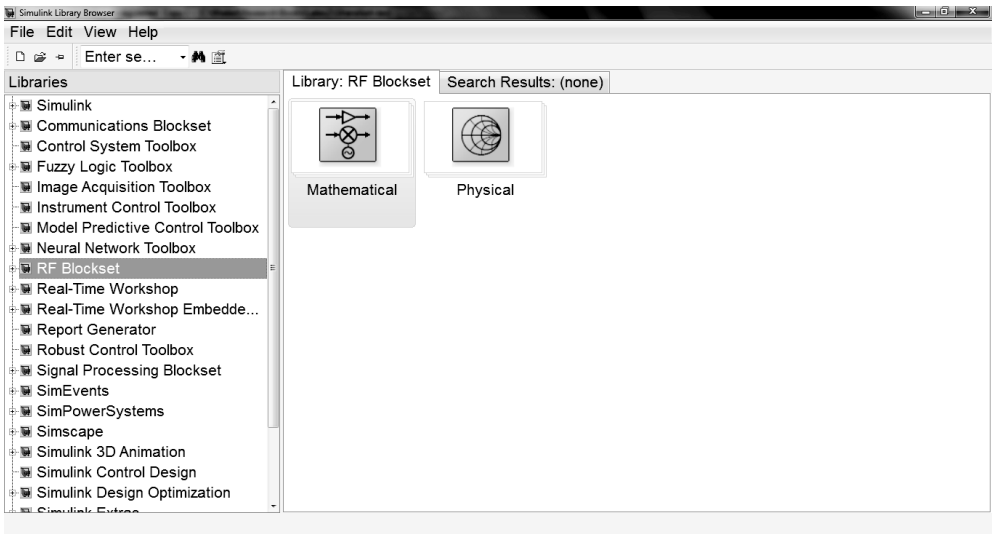 Simulink Library Browser
File Edit View Help
Enter se...
Libraries
Library: RF Blockset Search Results: (none)
Simulink
Communications Blockset
Control System Toolbox
Fuzzy Logic Toolbox
Image Acquisition Toolbox
Instrument Control Toolbox
Model Predictive Control Toolbox
Neural Network Toolbox
RF Blockset
Real-Time Workshop
Real-Time Workshop Embedde...
Report Generator
Robust Control Toolbox
Signal Processing Blockset
SimEvents
SimPowerSystems
Simscape
Simulink 3D Animation
Simulink Control Design
Simulink Design Optimization
Simulink Extras
Mathematical Physical